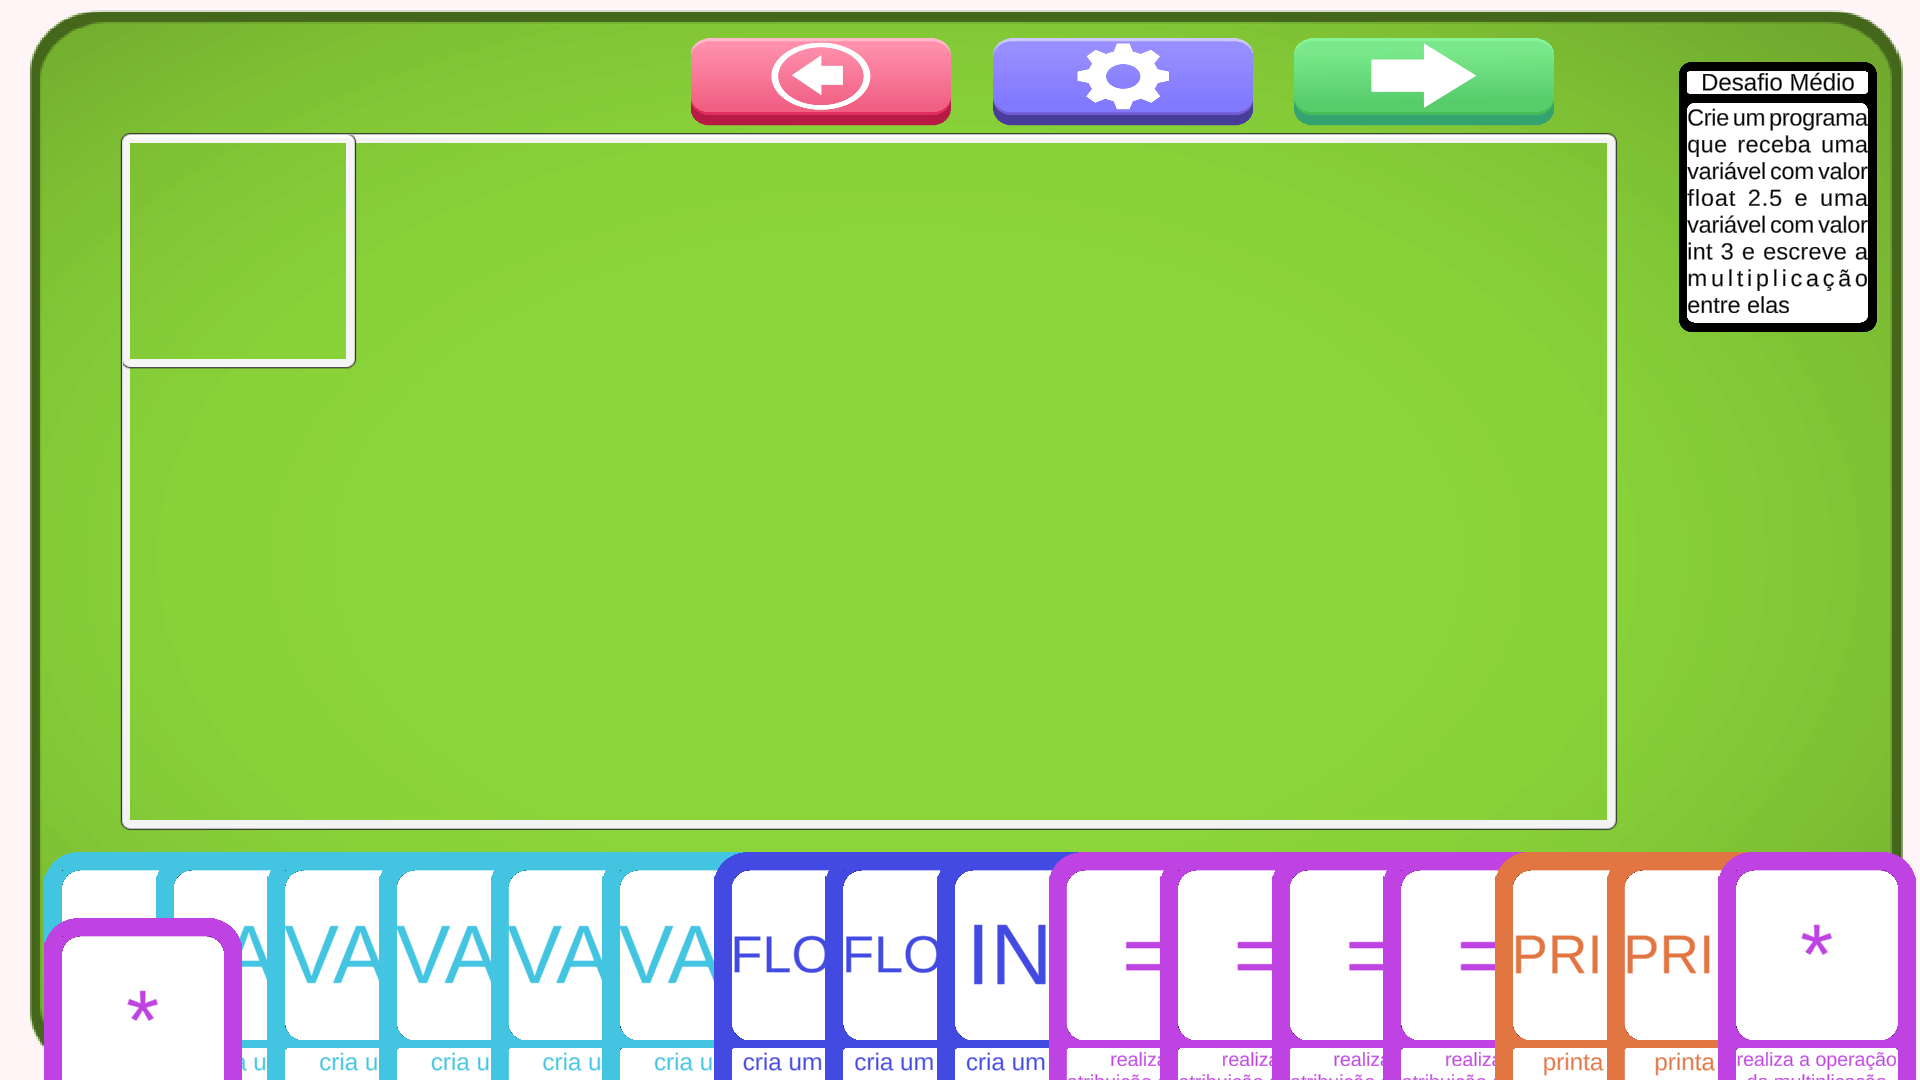 Desafio Médio
Crie um programa
que receba uma
variável com valor
float 2.5 e uma
variável com valor
int 3 e escreve a
multiplicação
entre elas
VA VA VA VA FLO FLO IN = = = = PRI PRI *
*
cria u cria u cria u cria u cria um cria um cria um realiza realiza realiza realiza printa printa realiza a operação